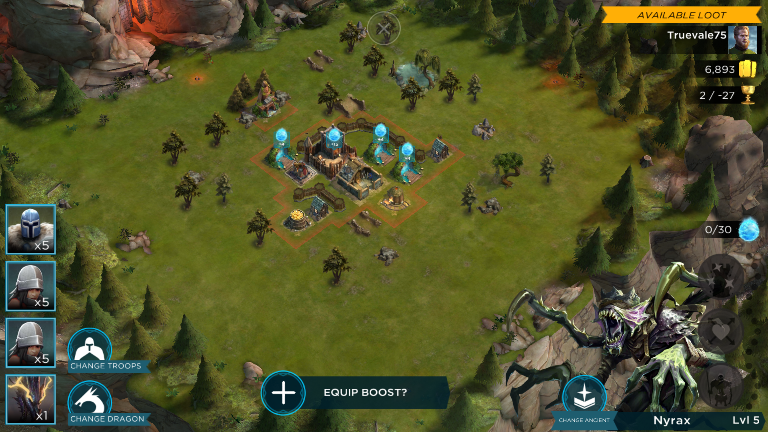 AVAILABLE LOOT
Truevale75
6,893
2 / -27
0/30
x5
x5
x5
x1
CHANGE TROOPS
CHANGE DRAGON
EQUIP BOOST?
CHANGE ANCIENT
Nyrax Lvl 5